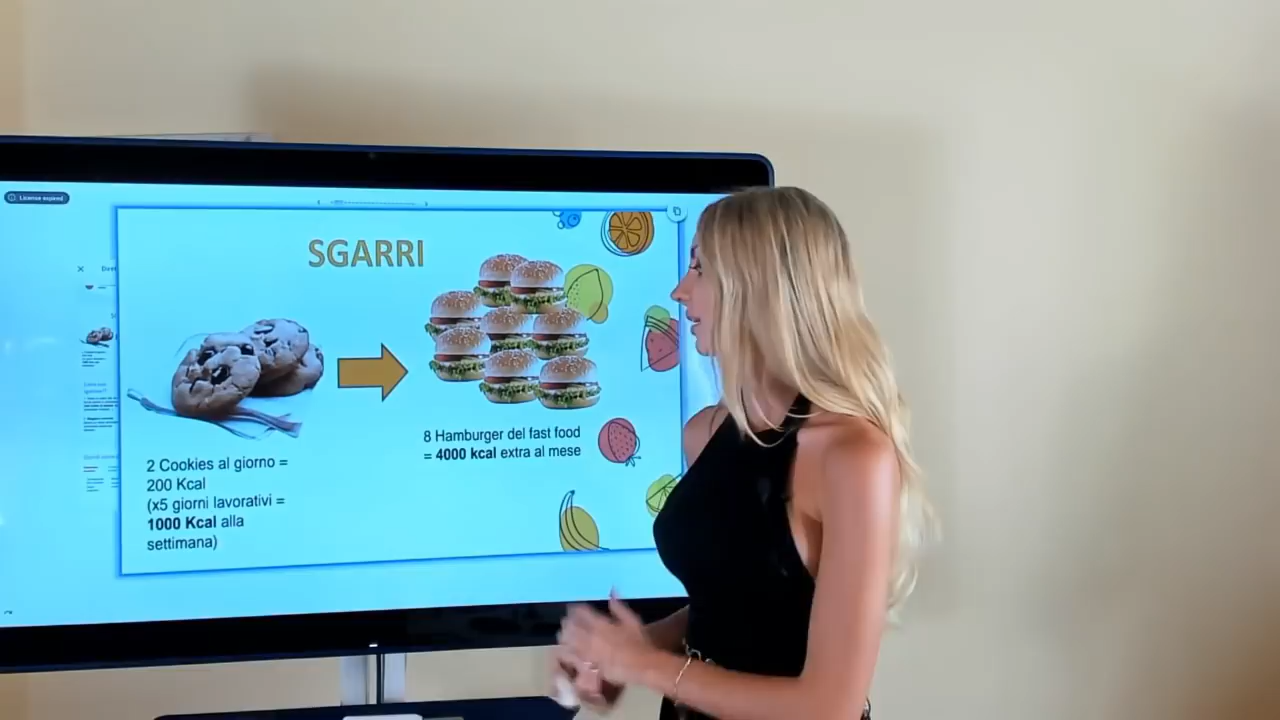 License expired
SGARRI
8 Hamburger del fast food
= 4000 kcal extra al mese
2 Cookies al giorno =
200 Kcal
(x5 giorni lavorativi =
1000 Kcal alla
settimana)